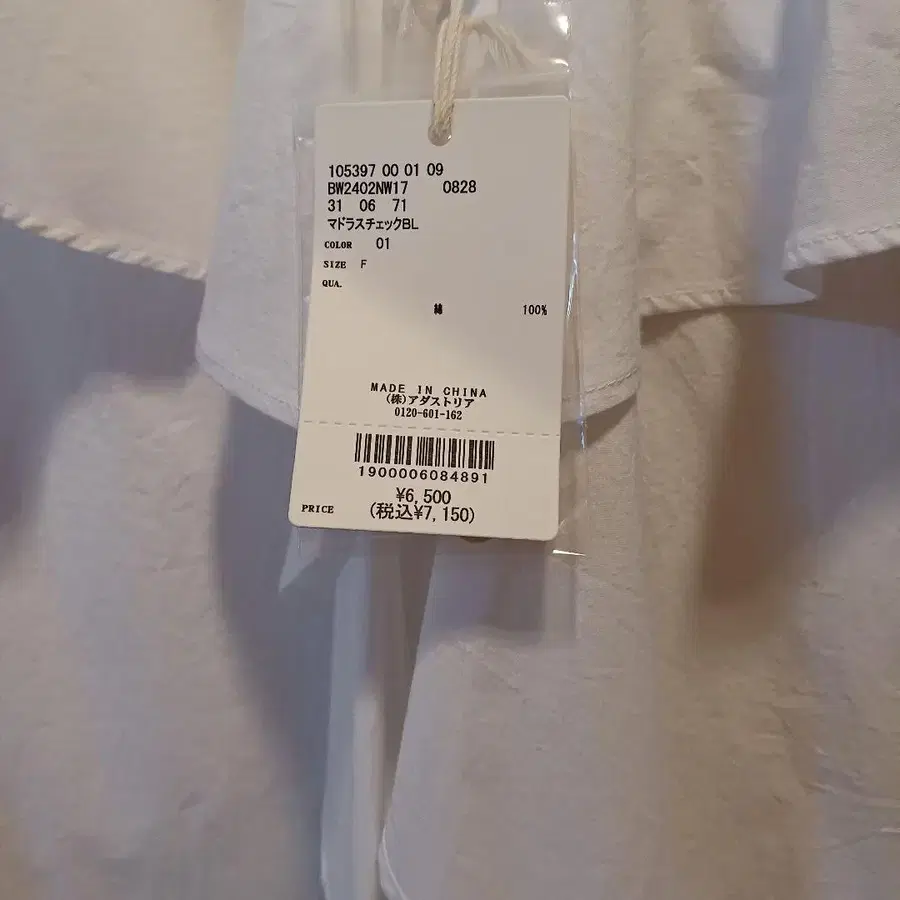 105397 00 01 09
BW2402NW17 0828
31 06 71
マドラスチェックBL
COLOR 01
SIZE F
QUA.
綿 100%
MADE IN CHINA
(株)アダストリア
0120-601-162
1900006084891
¥6,500
PRICE (税込¥7,150)